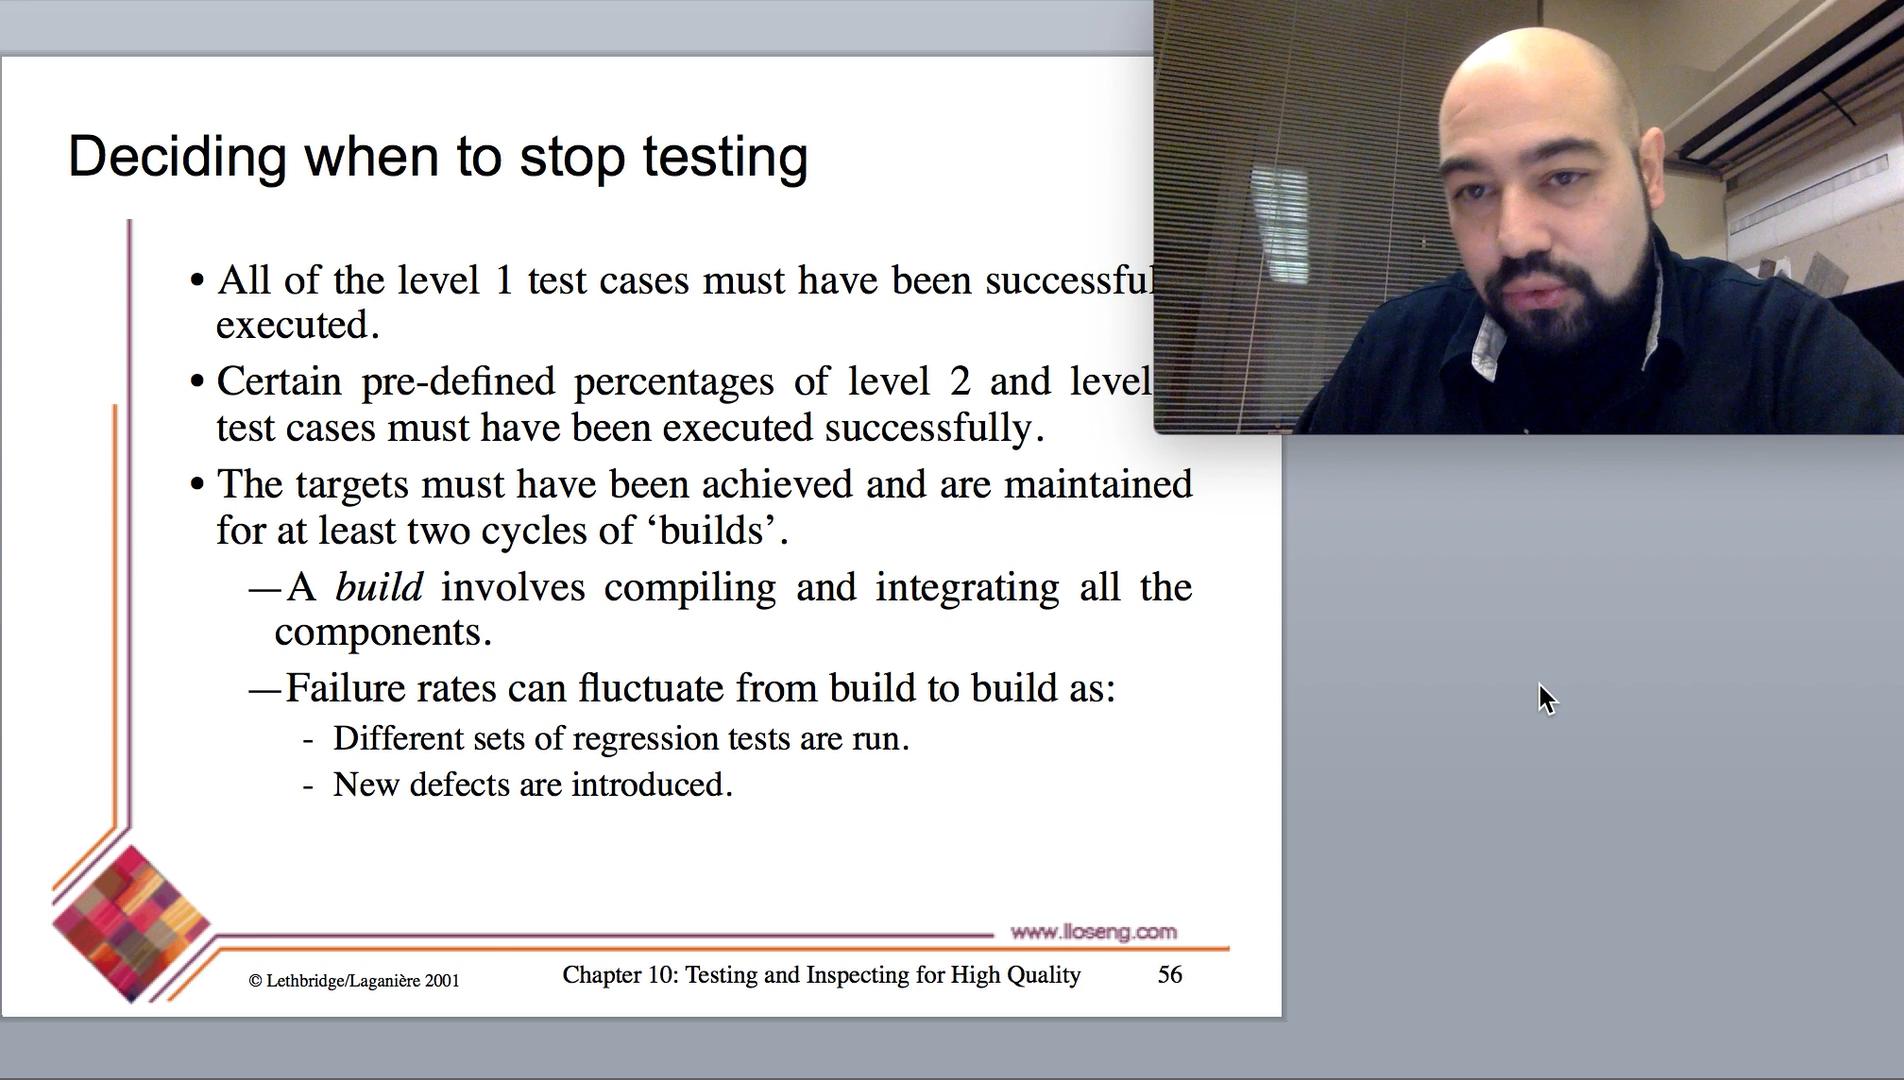 Deciding when to stop testing
• All of the level 1 test cases must have been
executed.
• Certain pre-defined percentages of level 2 and level
test cases must have been executed successfully.
• The targets must have been achieved and are maintained
for at least two cycles of ‘builds’.
—A build involves compiling and integrating all the
components.
—Failure rates can fluctuate from build to build as:
- Different sets of regression tests are run.
- New defects are introduced.
www.lloseng.com
© Lethbridge/Laganière 2001
Chapter 10: Testing and Inspecting for High Quality
56